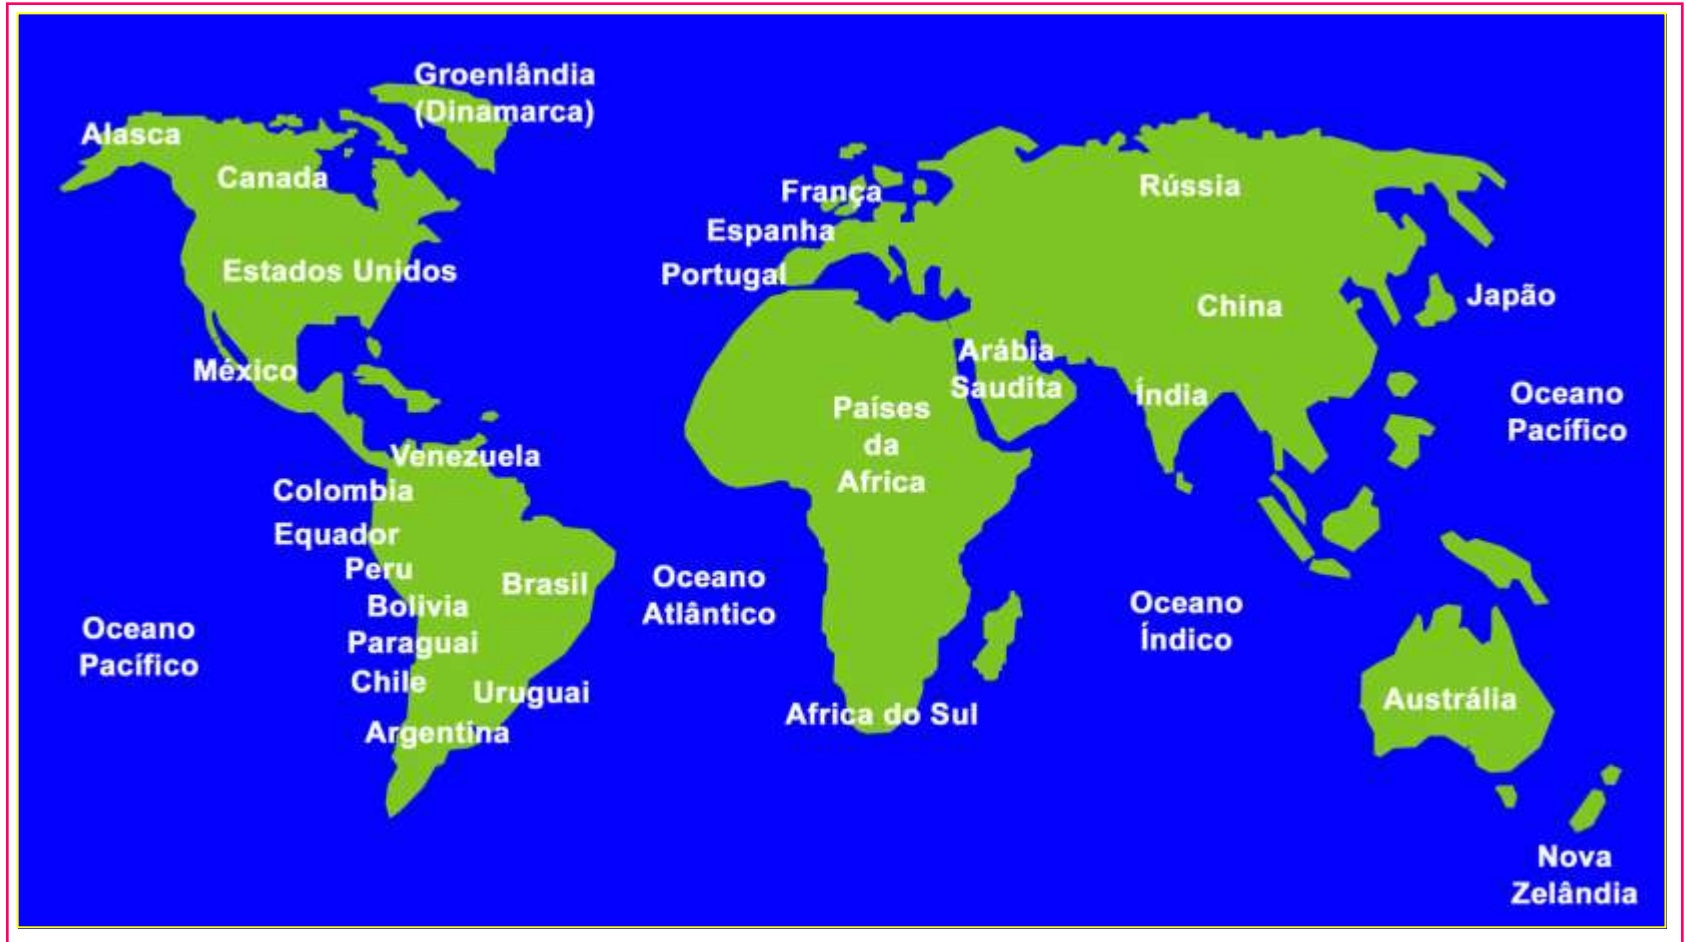 Groenlândia
(Dinamarca)
Alasca
Canada
Estados Unidos
México
Venezuela
Colombia
Equador
Peru
Bolivia
Brasil
Paraguai
Chile
Uruguai
Argentina
Oceano
Pacífico
Oceano
Atlântico
França
Espanha
Portugal
Países
da
Africa
Africa do Sul
Arábia
Saudita
Rússia
China
Índia
Japão
Oceano
Pacífico
Oceano
Índico
Austrália
Nova
Zelândia